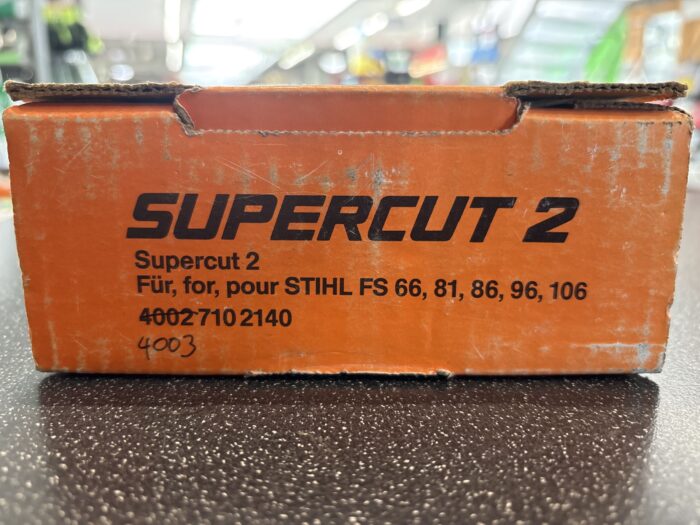 SUPERCUT 2
Supercut 2
Für, for, pour STIHL FS 66, 81, 86, 96, 106
4002 710 2140
4003